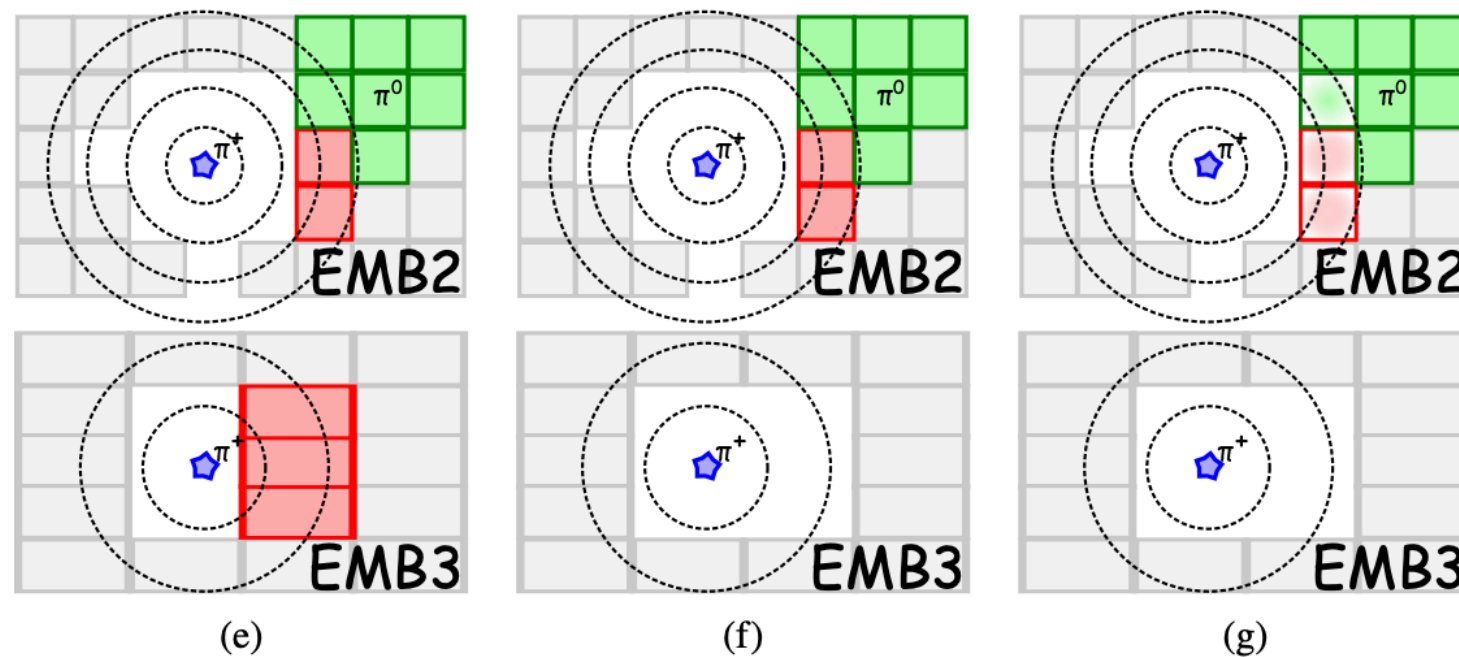 π⁰ π⁰ π⁰
π⁺ π⁺ π⁺
EMB2 EMB2 EMB2
π⁺ π⁺ π⁺
EMB3 EMB3 EMB3
(e) (f) (g)